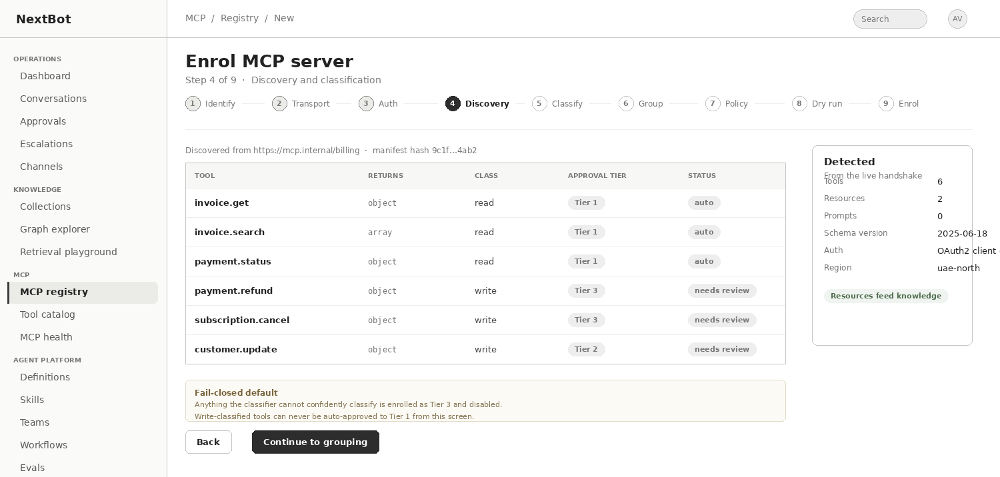 NextBot
MCP / Registry / New
Search
AV
OPERATIONS
Dashboard
Conversations
Approvals
Escalations
Channels
KNOWLEDGE
Collections
Graph explorer
Retrieval playground
MCP
MCP registry
Tool catalog
MCP health
AGENT PLATFORM
Definitions
Skills
Teams
Workflows
Evals
Enrol MCP server
Step 4 of 9 · Discovery and classification
1 Identify 2 Transport 3 Auth 4 Discovery 5 Classify 6 Group 7 Policy 8 Dry run 9 Enrol
Discovered from https://mcp.internal/billing · manifest hash 9c1f…4ab2
TOOL RETURNS CLASS APPROVAL TIER STATUS
invoice.get object read Tier 1 auto
invoice.search array read Tier 1 auto
payment.status object read Tier 1 auto
payment.refund object write Tier 3 needs review
subscription.cancel object write Tier 3 needs review
customer.update object write Tier 2 needs review
Fail-closed default
Anything the classifier cannot confidently classify is enrolled as Tier 3 and disabled.
Write-classified tools can never be auto-approved to Tier 1 from this screen.
Back
Continue to grouping
Detected
From the live handshake
Tools 6
Resources 2
Prompts 0
Schema version 2025-06-18
Auth OAuth2 client
Region uae-north
Resources feed knowledge